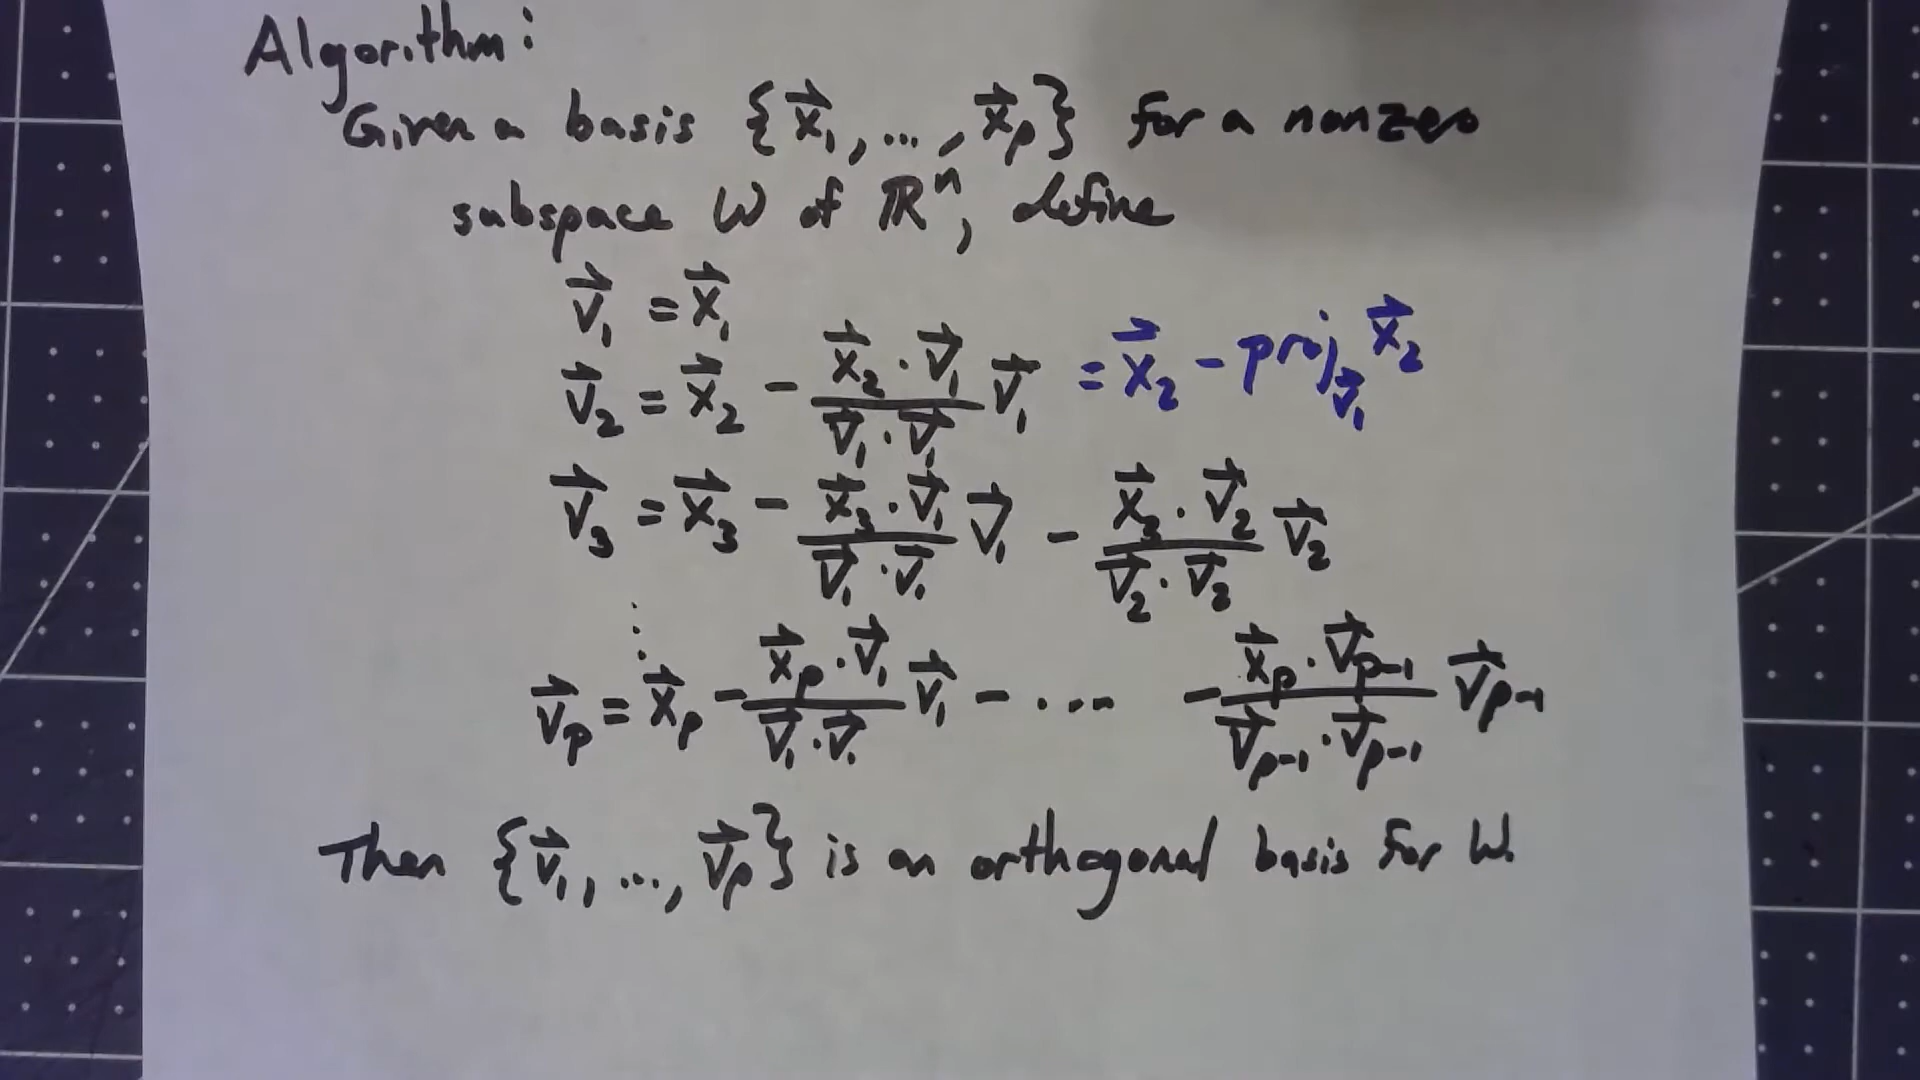 Algorithm:
Given a basis {x⃗₁, ..., x⃗ₚ} for a nonzero
subspace W of ℝⁿ, define
v⃗₁ = x⃗₁
v⃗₂ = x⃗₂ - (x⃗₂ · v⃗₁)/(v⃗₁ · v⃗₁) v⃗₁ = x⃗₂ - proj_v⃗₁ x⃗₂
v⃗₃ = x⃗₃ - (x⃗₃ · v⃗₁)/(v⃗₁ · v⃗₁) v⃗₁ - (x⃗₃ · v⃗₂)/(v⃗₂ · v⃗₂) v⃗₂
⋮
v⃗ₚ = x⃗ₚ - (x⃗ₚ · v⃗₁)/(v⃗₁ · v⃗₁) v⃗₁ - ... - (x⃗ₚ · v⃗ₚ₋₁)/(v⃗ₚ₋₁ · v⃗ₚ₋₁) v⃗ₚ₋₁
Then {v⃗₁, ..., v⃗ₚ} is an orthogonal basis for W.